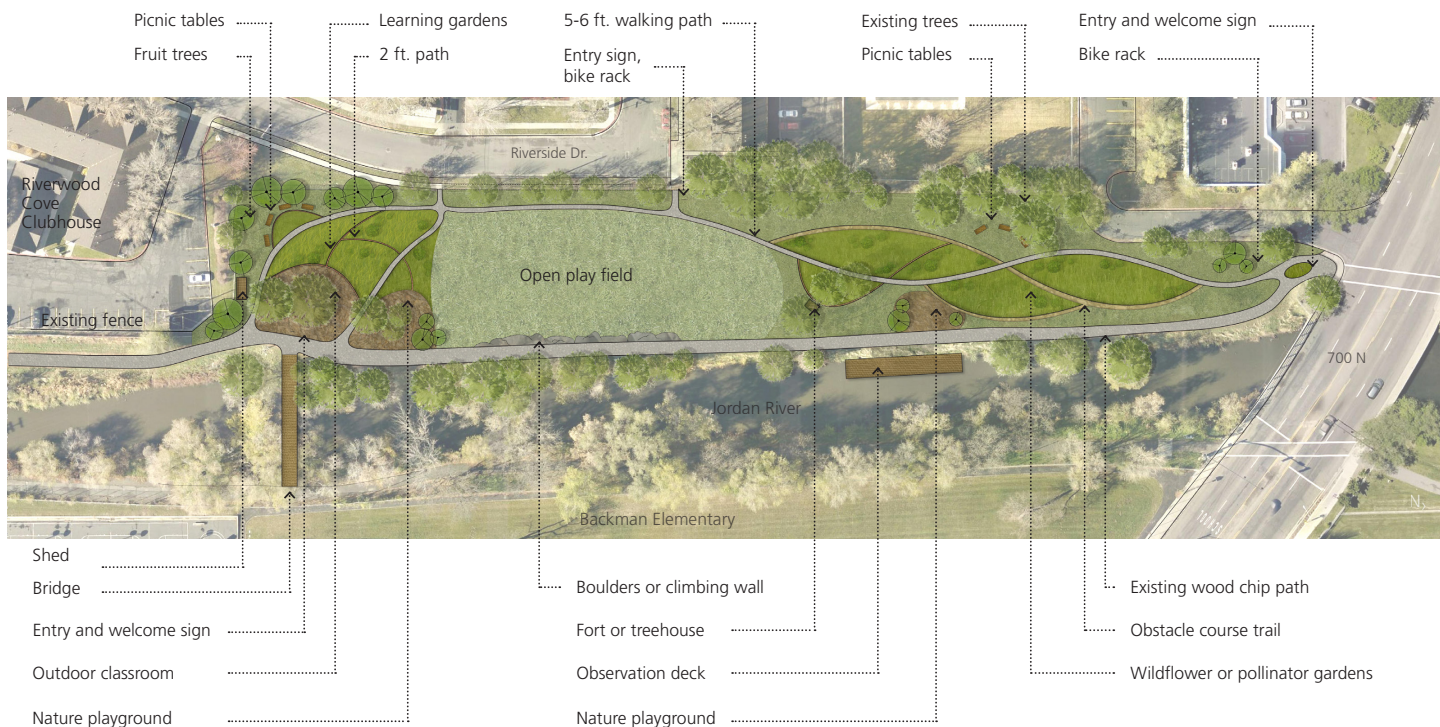 Picnic tables
Fruit trees
Learning gardens
2 ft. path
5-6 ft. walking path
Entry sign,
bike rack
Existing trees
Picnic tables
Entry and welcome sign
Bike rack
Riverside Dr.
Riverwood
Cove
Clubhouse
Open play field
Existing fence
700 N
Jordan River
Backman Elementary
N
Shed
Bridge
Entry and welcome sign
Outdoor classroom
Nature playground
Boulders or climbing wall
Fort or treehouse
Observation deck
Nature playground
Existing wood chip path
Obstacle course trail
Wildflower or pollinator gardens